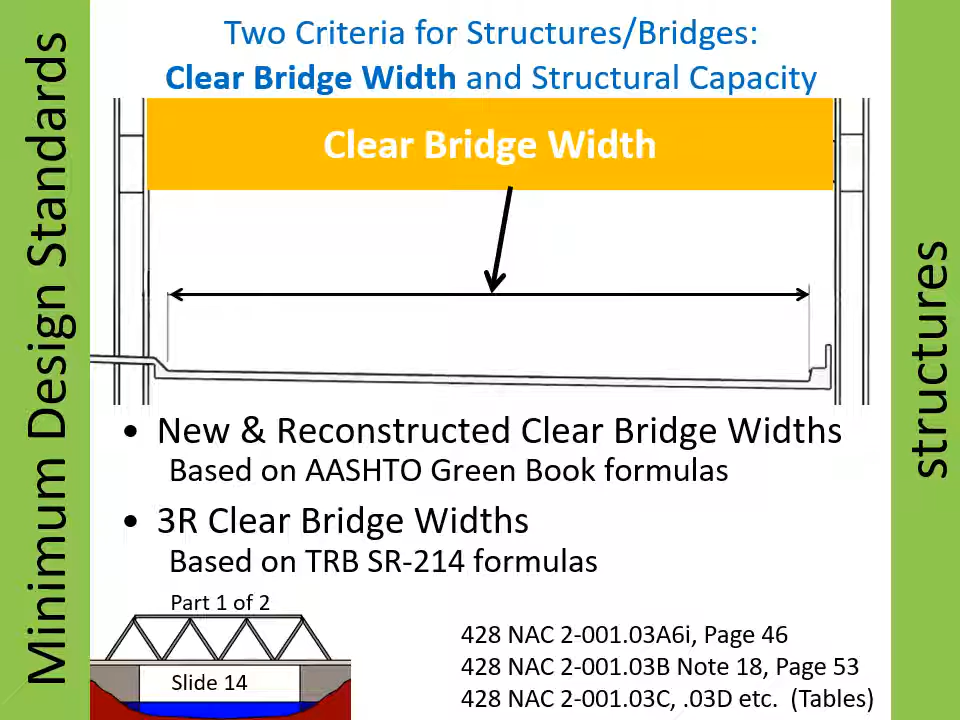 Minimum Design Standards
Two Criteria for Structures/Bridges:
Clear Bridge Width and Structural Capacity
Clear Bridge Width
• New & Reconstructed Clear Bridge Widths
Based on AASHTO Green Book formulas
• 3R Clear Bridge Widths
Based on TRB SR-214 formulas
Part 1 of 2
Slide 14
428 NAC 2-001.03A6i, Page 46
428 NAC 2-001.03B Note 18, Page 53
428 NAC 2-001.03C, .03D etc. (Tables)
structures